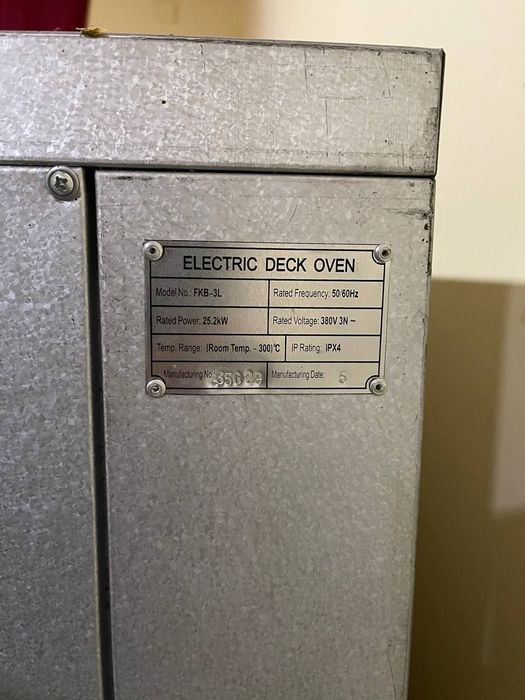 ELECTRIC DECK OVEN
Model No.: FKB-3L Rated Frequency: 50/60Hz
Rated Power: 25.2kW Rated Voltage: 380V 3N ~
Temp. Range: (Room Temp. ~ 300)℃ IP Rating: IPX4
Manufacturing No. Manufacturing Date: 5